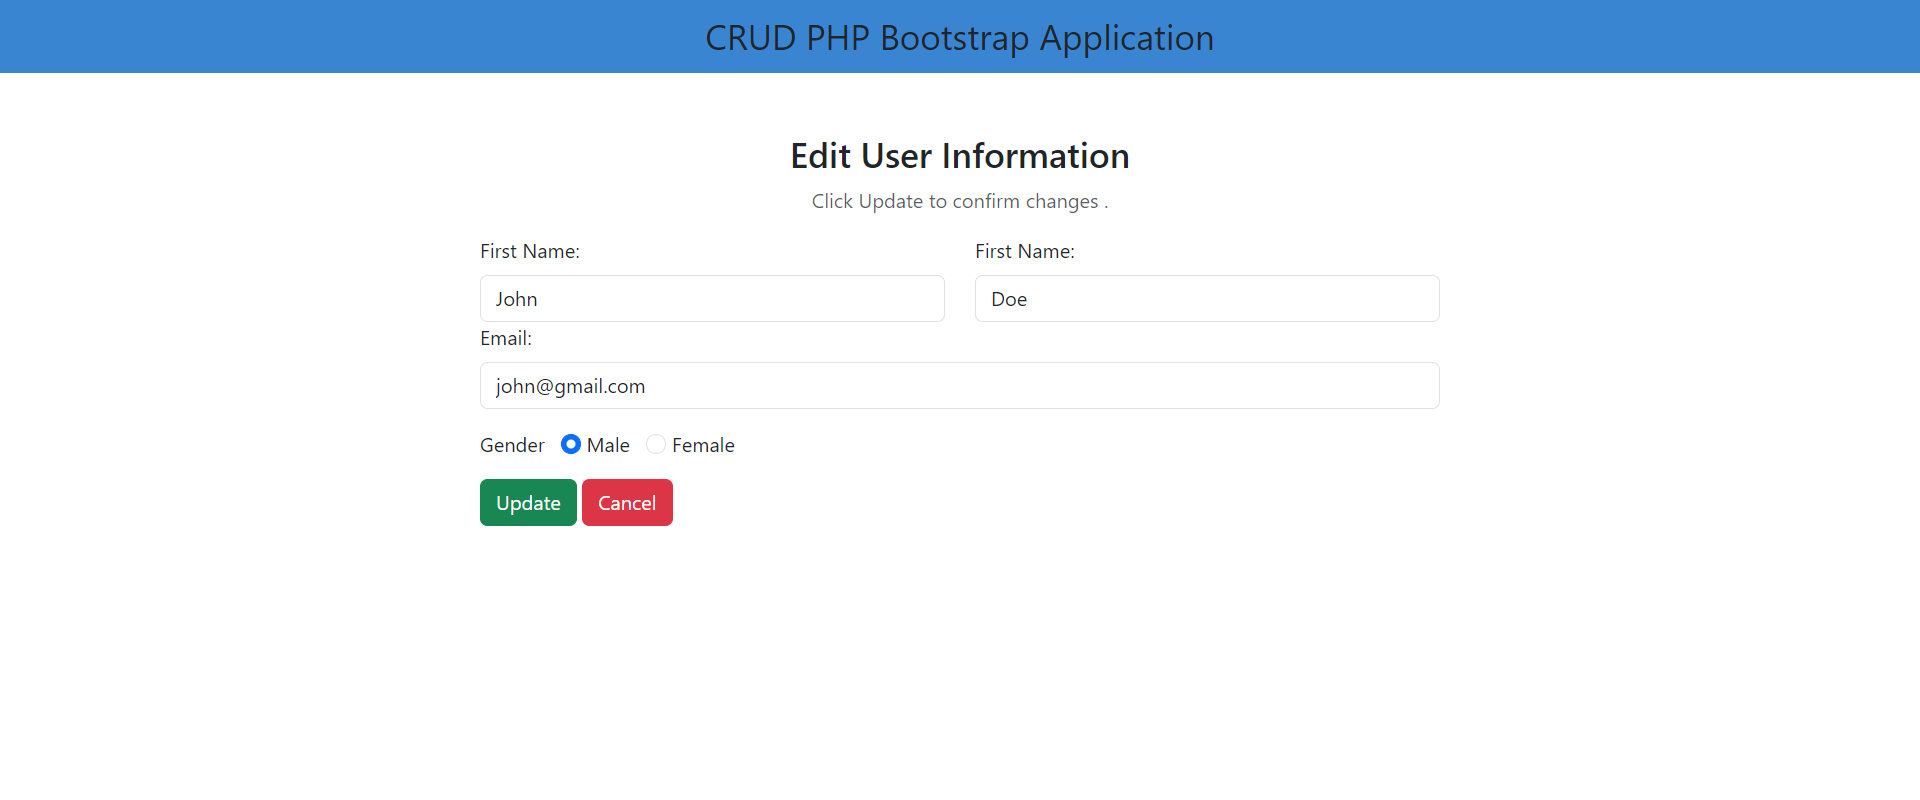 CRUD PHP Bootstrap Application
Edit User Information
Click Update to confirm changes .
First Name: First Name:
John Doe
Email:
john@gmail.com
Gender Male Female
Update Cancel